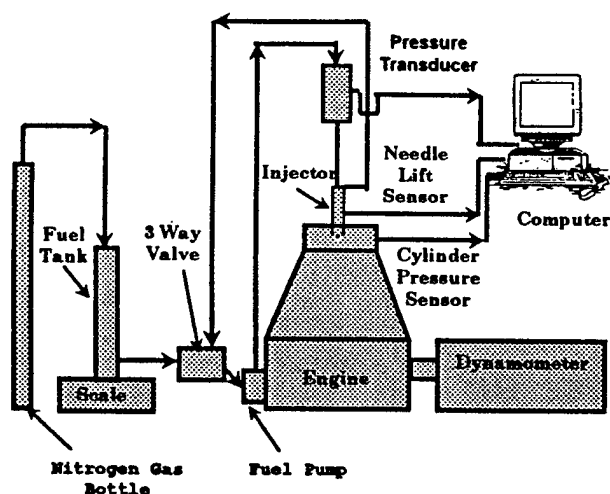 Pressure
Transducer
Needle
Lift
Sensor
Injector
Computer
Fuel
Tank
3 Way
Valve
Cylinder
Pressure
Sensor
Scale
Engine
Dynamometer
Nitrogen Gas
Bottle
Fuel Pump